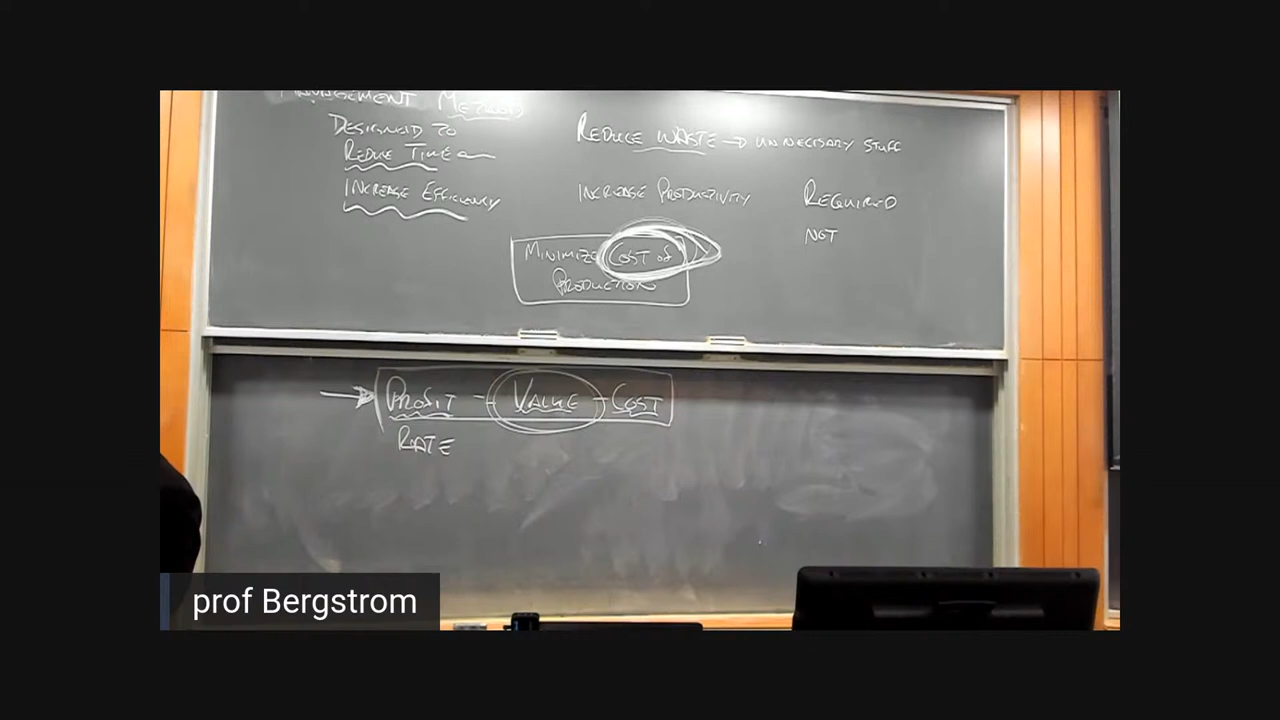 MANAGEMENT METHOD
DESIGNED TO
REDUCE TIME
INCREASE EFFICIENCY
REDUCE WASTE → UNNECISARY STUFF
INCREASE PRODUCTIVITY
REQUIRED
NOT
MINIMIZE COST OF
PRODUCTION
→ PROFIT = VALUE - COST
RATE
prof Bergstrom